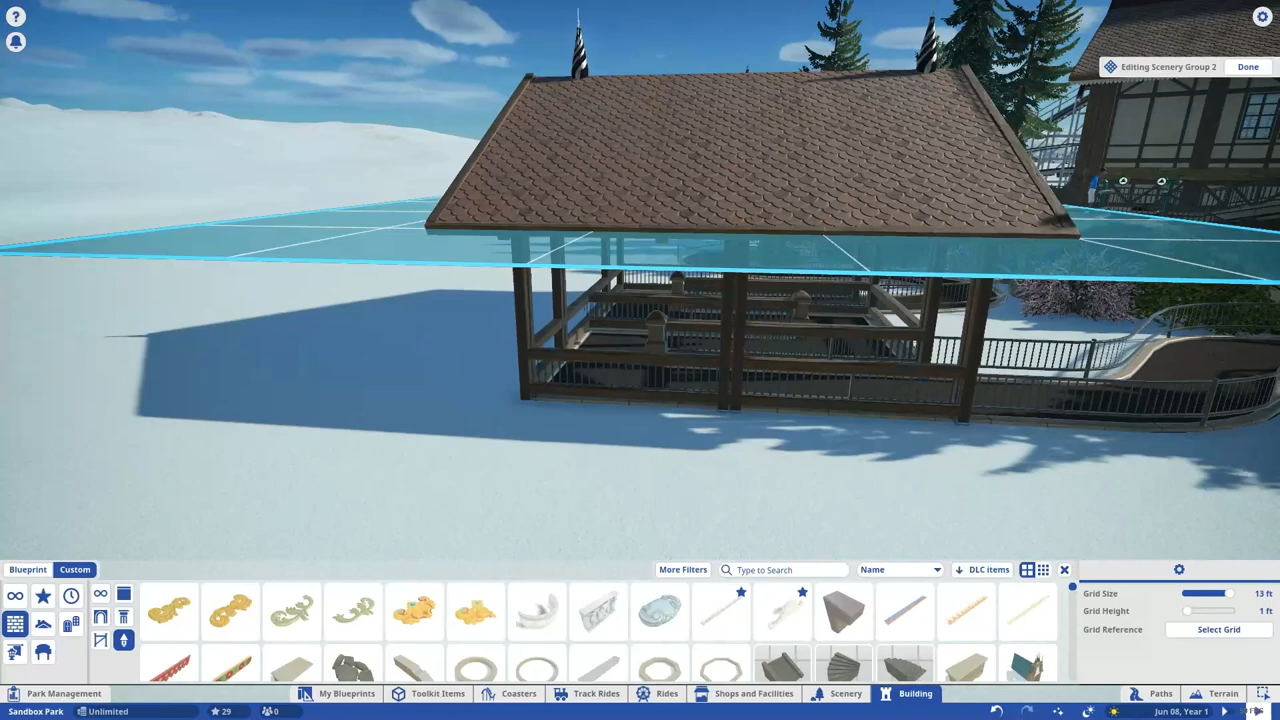 ?
Editing Scenery Group 2
Done
Blueprint
Custom
More Filters
Type to Search
Name
DLC items
Grid Size
13 ft
Grid Height
1 ft
Grid Reference
Select Grid
Park Management
My Blueprints
Toolkit Items
Coasters
Track Rides
Rides
Shops and Facilities
Scenery
Building
Paths
Terrain
Sandbox Park
Unlimited
29
0
Jun 08, Year 1